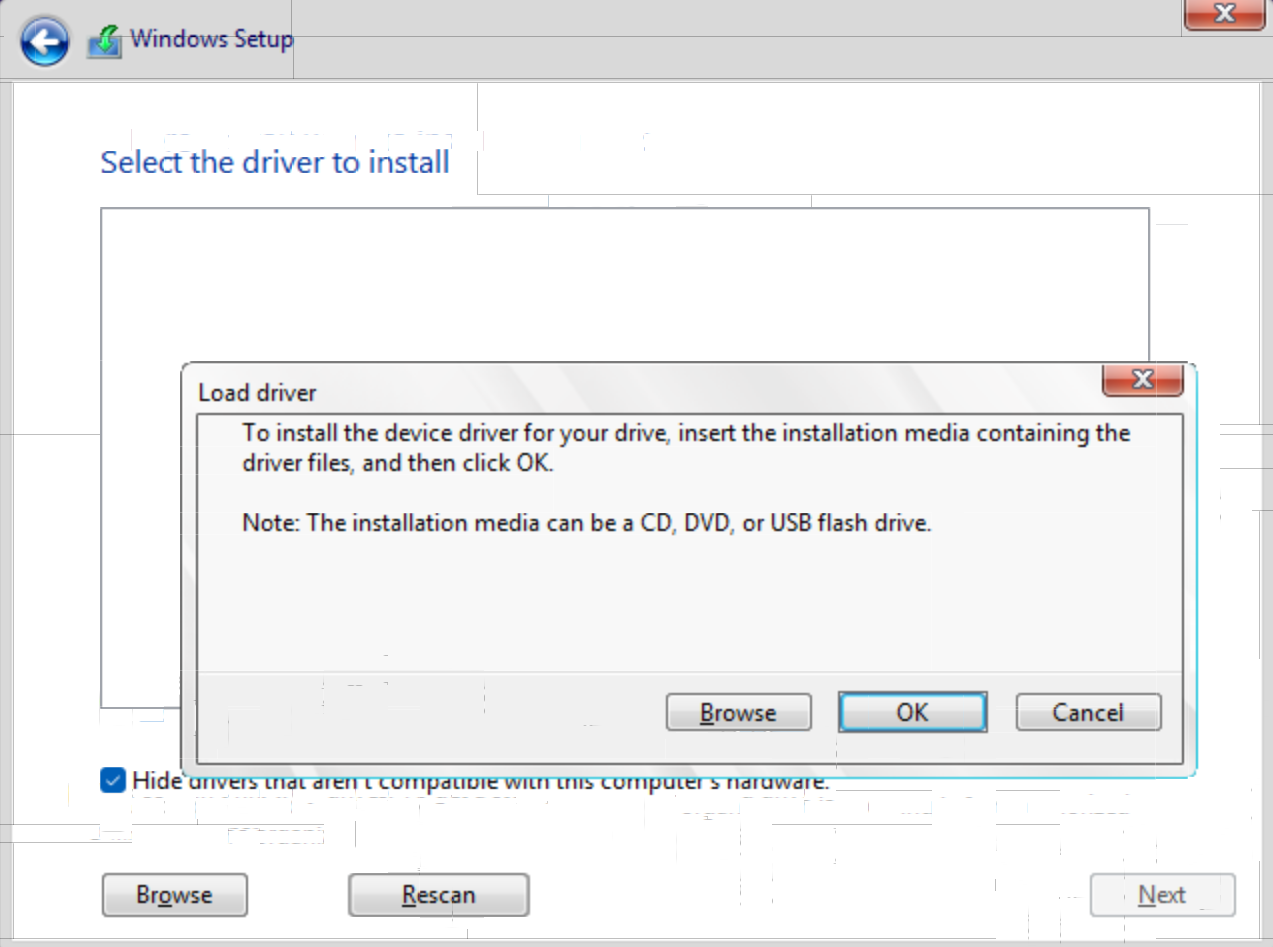 Windows Setup
Select the driver to install
Load driver
To install the device driver for your drive, insert the installation media containing the
driver files, and then click OK.
Note: The installation media can be a CD, DVD, or USB flash drive.
Browse OK Cancel
Hide drivers that aren't compatible with this computer's hardware.
Browse Rescan Next